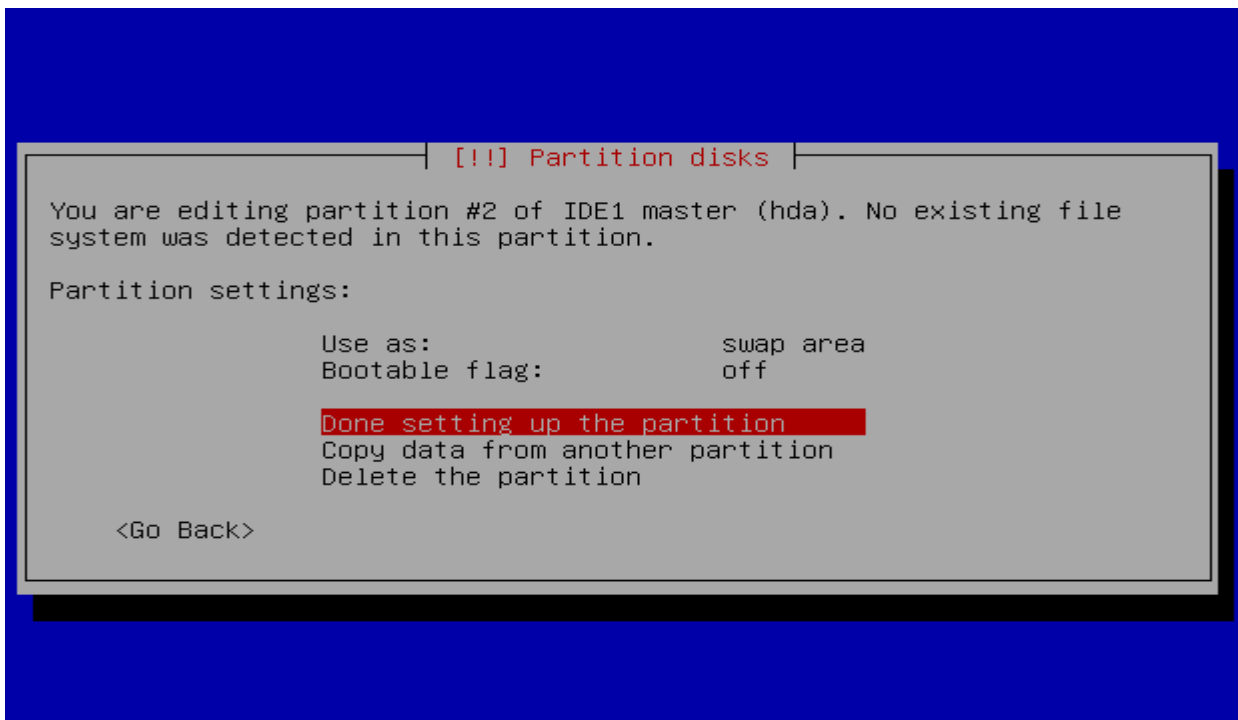 [!!] Partition disks
You are editing partition #2 of IDE1 master (hda). No existing file
system was detected in this partition.
Partition settings:
Use as: swap area
Bootable flag: off
Done setting up the partition
Copy data from another partition
Delete the partition
<Go Back>